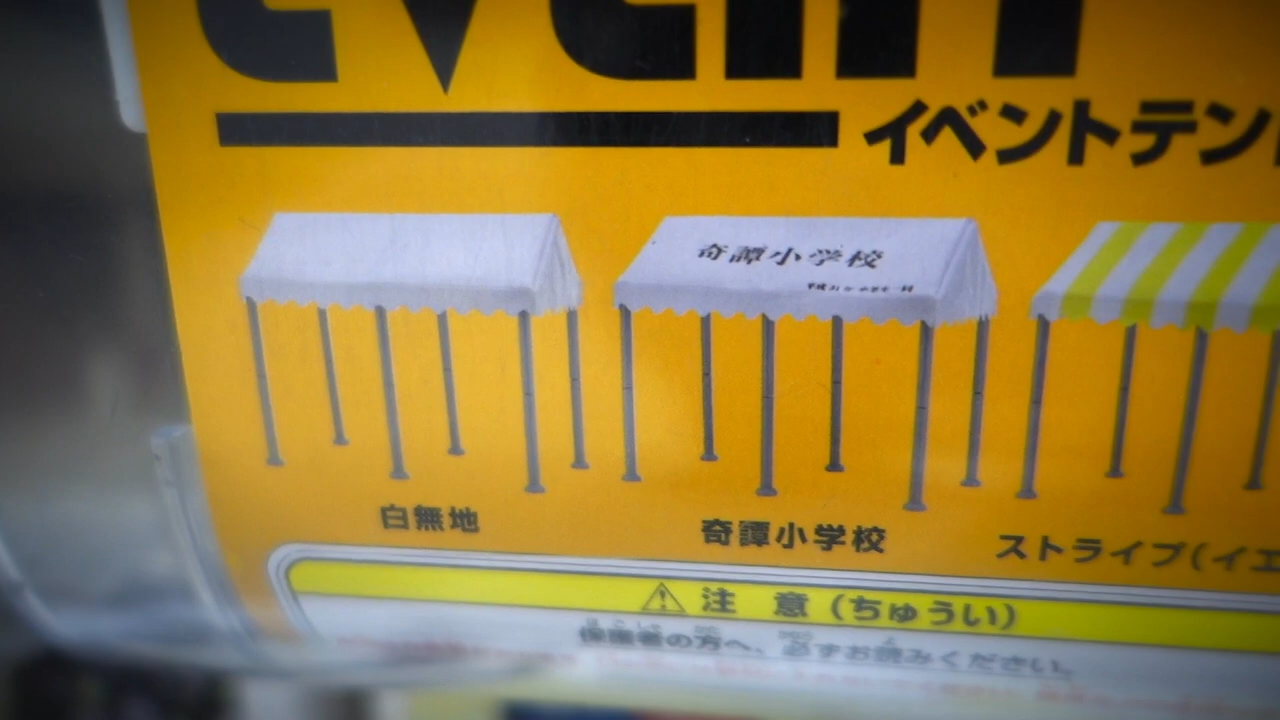 event
イベントテン
奇譚小学校
白無地
奇譚小学校
ストライプ(イエ
注 意(ちゅうい)
保護者の方へ、必ずお読みください。